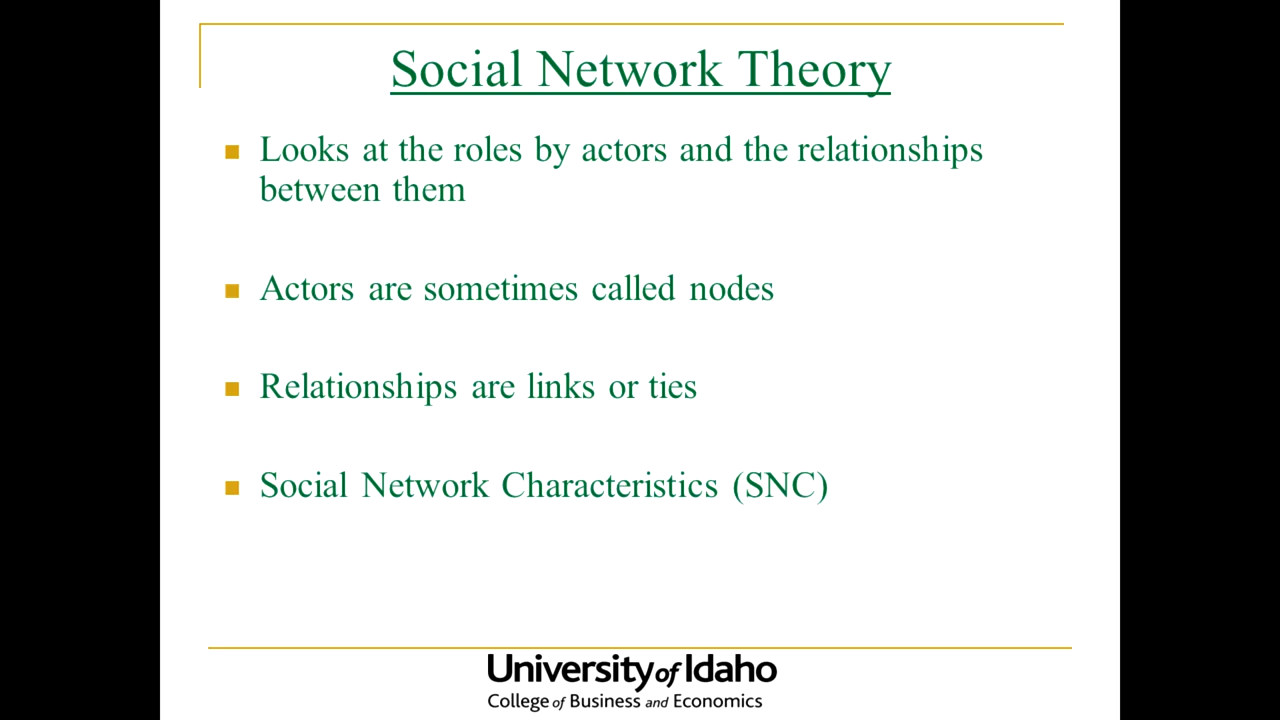 Social Network Theory
Looks at the roles by actors and the relationships
between them
Actors are sometimes called nodes
Relationships are links or ties
Social Network Characteristics (SNC)
University of Idaho
College of Business and Economics